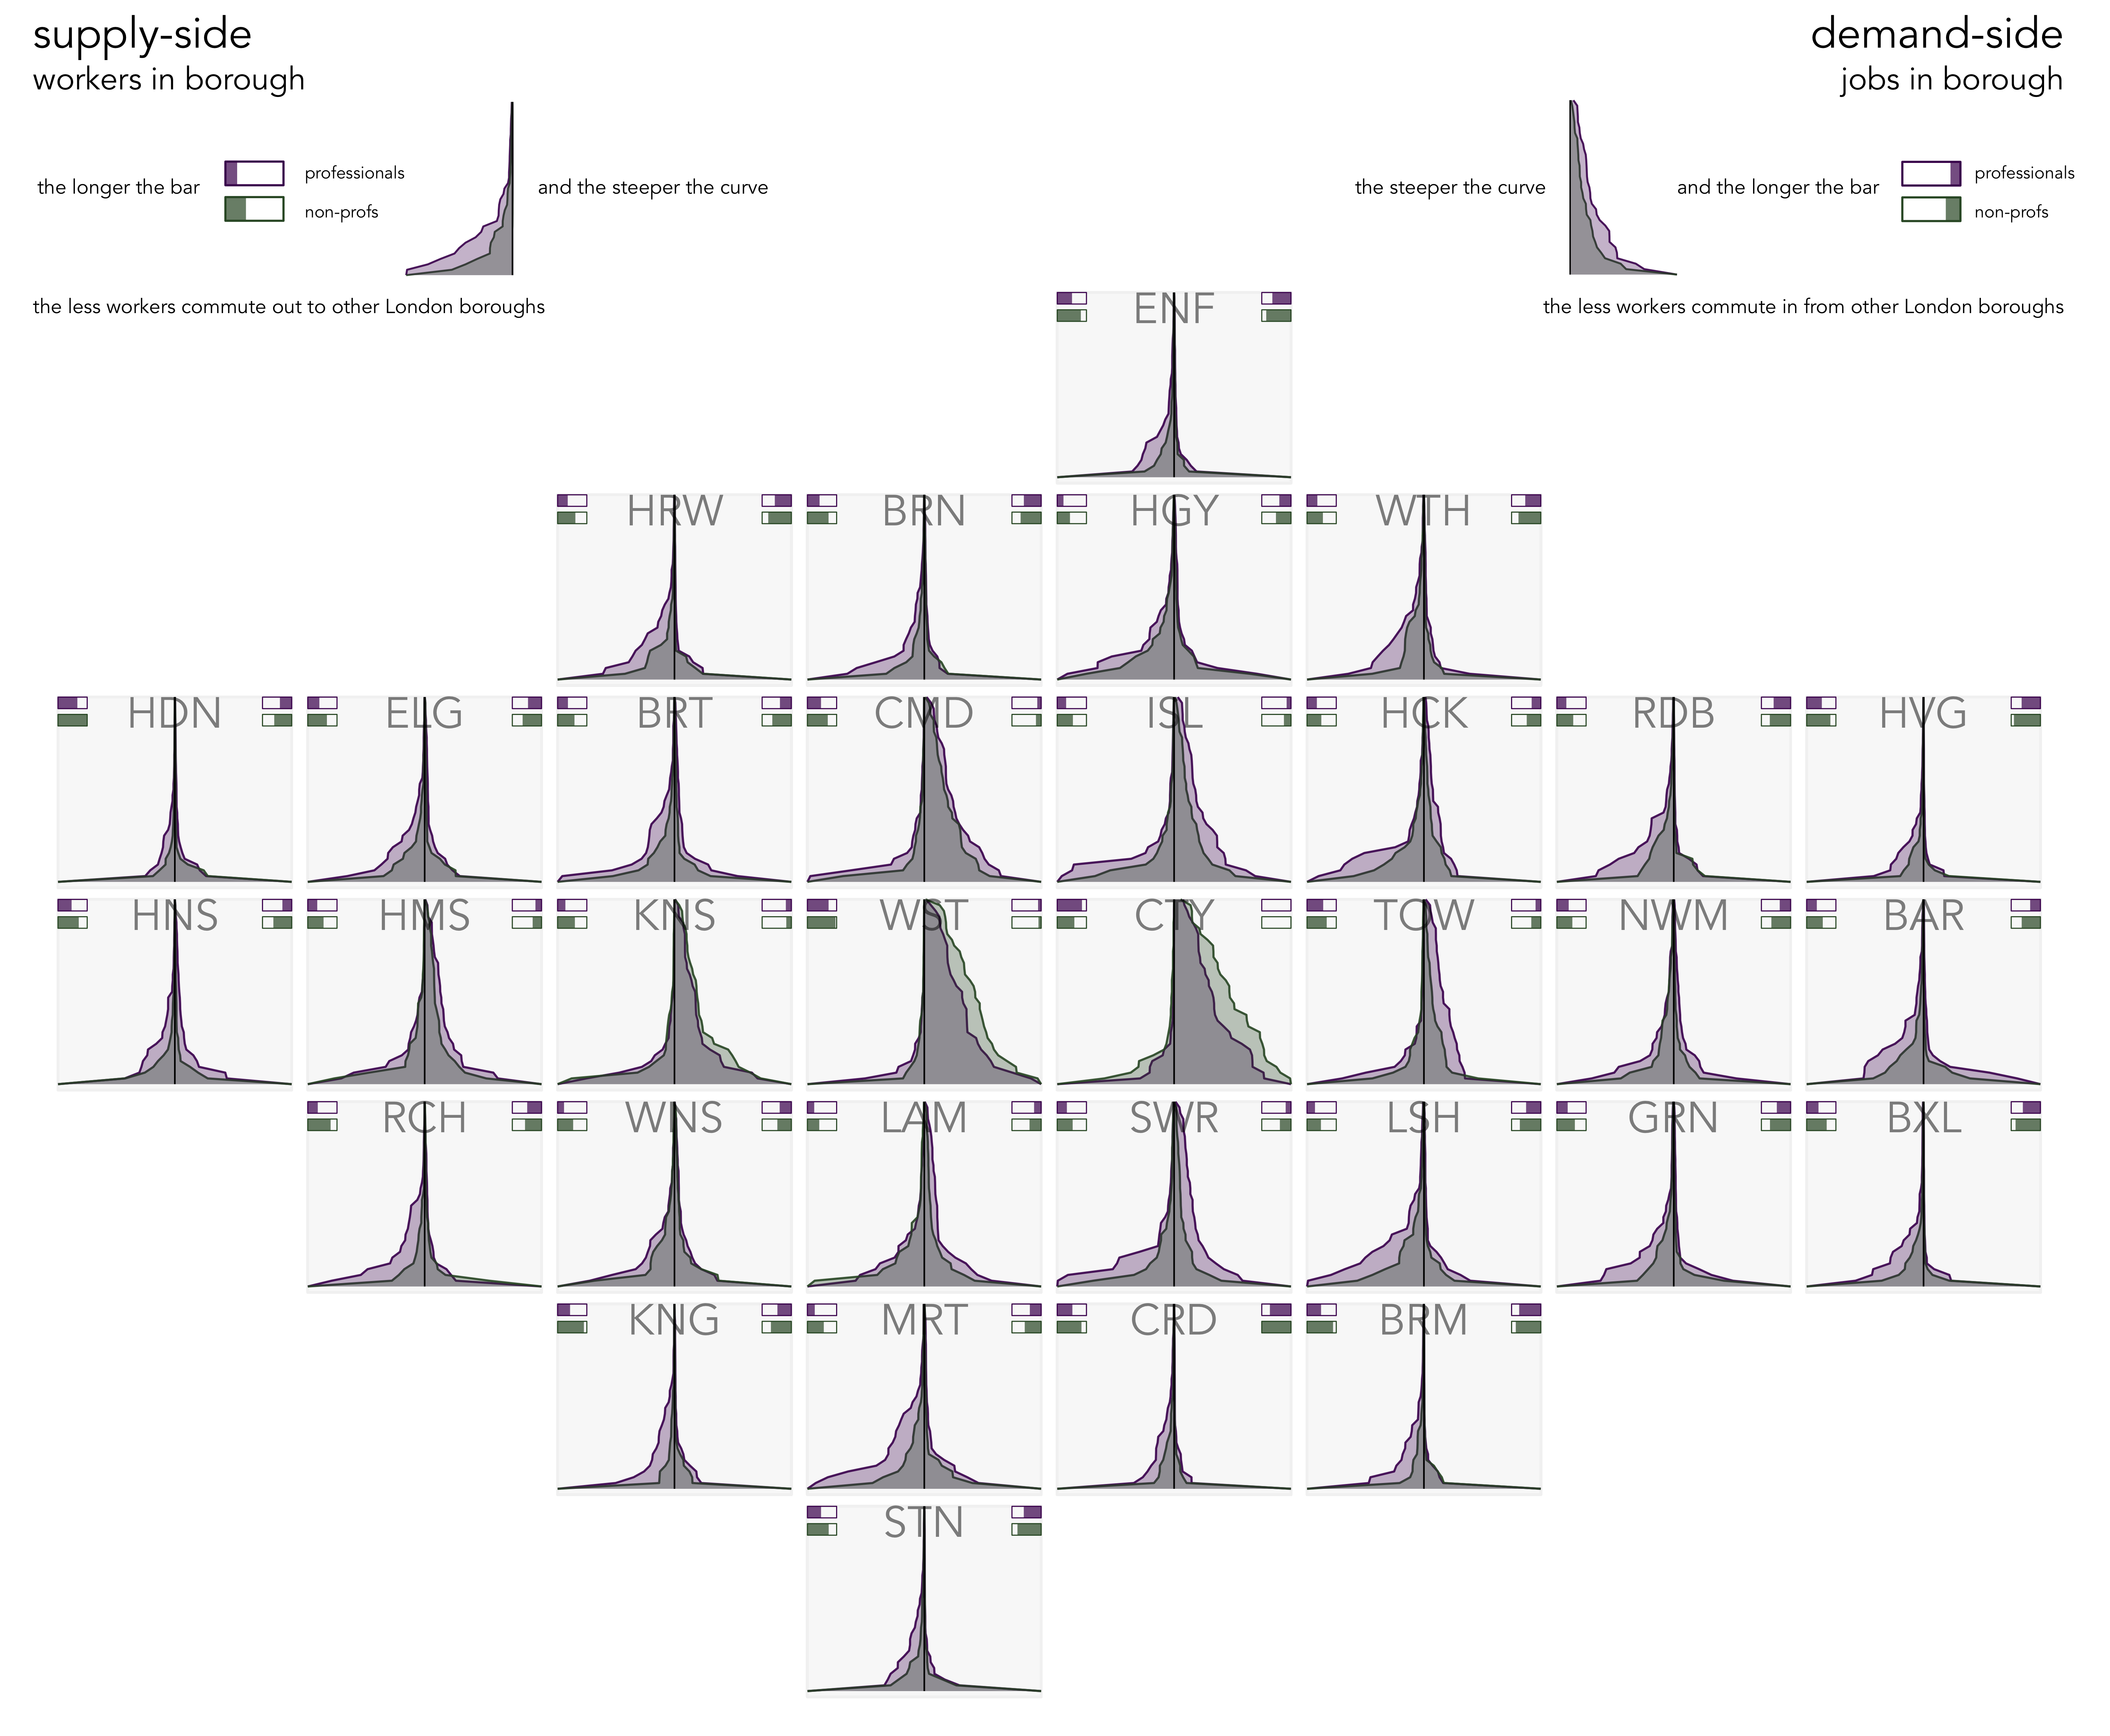 supply-side
workers in borough
the longer the bar
professionals
non-profs
and the steeper the curve
the less workers commute out to other London boroughs
demand-side
jobs in borough
the steeper the curve
and the longer the bar
professionals
non-profs
the less workers commute in from other London boroughs
ENF
HRW BRN HGY WTH
HDN ELG BRT CMD ISL HCK RDB HVG
HNS HMS KNS WST CTY TOW NWM BAR
RCH WNS LAM SWR LSH GRN BXL
KNG MRT CRD BRM
STN